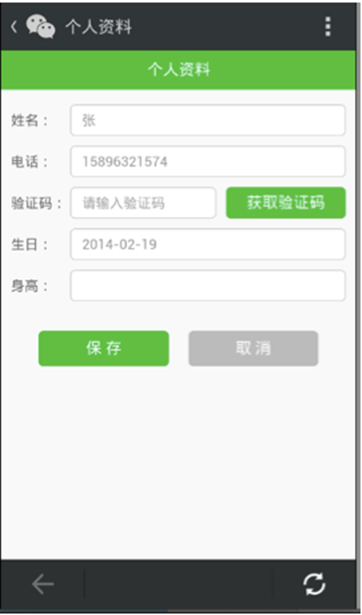 个人资料
个人资料
姓名： 张
电话： 15896321574
验证码： 请输入验证码 获取验证码
生日： 2014-02-19
身高：
保存 取消